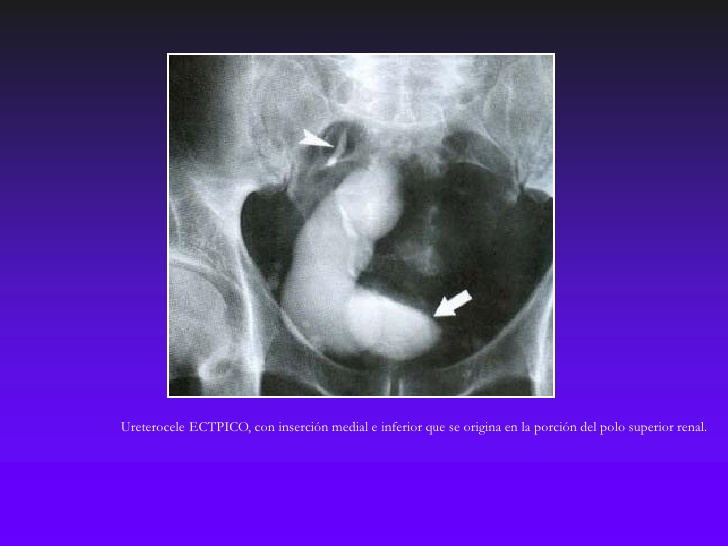 Ureterocele ECTPICO, con inserción medial e inferior que se origina en la porción del polo superior renal.